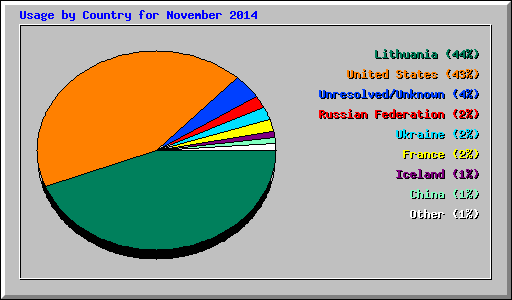 Usage by Country for November 2014
Lithuania (44%)
United States (43%)
Unresolved/Unknown (4%)
Russian Federation (2%)
Ukraine (2%)
France (2%)
Iceland (1%)
China (1%)
Other (1%)